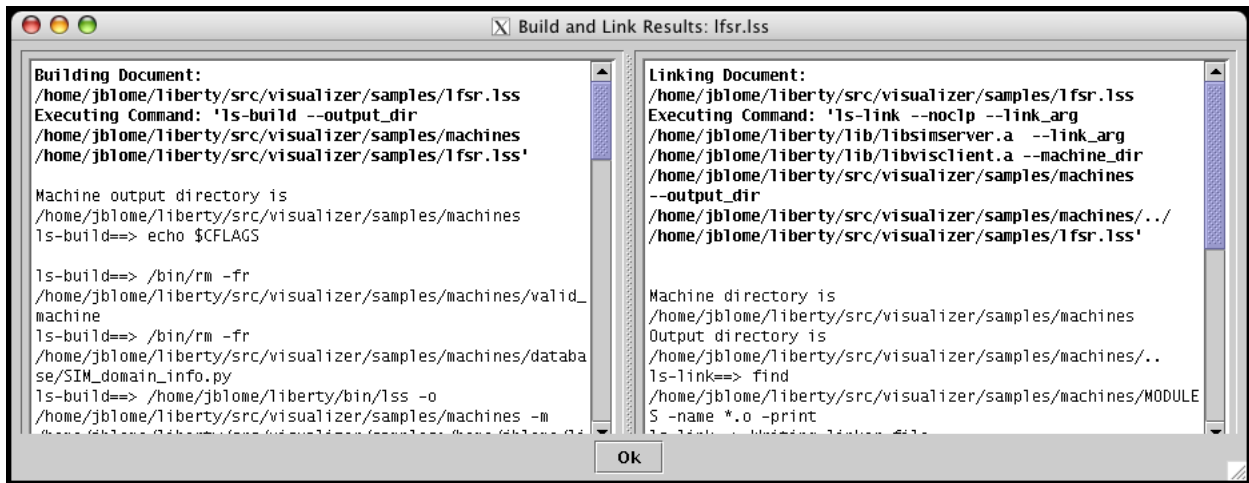 Build and Link Results: lfsr.lss
Building Document:
/home/jblome/liberty/src/visualizer/samples/lfsr.lss
Executing Command: 'ls-build --output_dir
/home/jblome/liberty/src/visualizer/samples/machines
/home/jblome/liberty/src/visualizer/samples/lfsr.lss'
Machine output directory is
/home/jblome/liberty/src/visualizer/samples/machines
ls-build==> echo $CFLAGS
ls-build==> /bin/rm -fr
/home/jblome/liberty/src/visualizer/samples/machines/valid_
machine
ls-build==> /bin/rm -fr
/home/jblome/liberty/src/visualizer/samples/machines/databa
se/SIM_domain_info.py
ls-build==> /home/jblome/liberty/bin/lss -o
/home/jblome/liberty/src/visualizer/samples/machines -m
Linking Document:
/home/jblome/liberty/src/visualizer/samples/lfsr.lss
Executing Command: 'ls-link --noclp --link_arg
/home/jblome/liberty/lib/libsimserver.a  --link_arg
/home/jblome/liberty/lib/libvisclient.a --machine_dir
/home/jblome/liberty/src/visualizer/samples/machines
--output_dir
/home/jblome/liberty/src/visualizer/samples/machines/../
/home/jblome/liberty/src/visualizer/samples/lfsr.lss'
Machine directory is
/home/jblome/liberty/src/visualizer/samples/machines
Output directory is
/home/jblome/liberty/src/visualizer/samples/machines/..
ls-link==> find
/home/jblome/liberty/src/visualizer/samples/machines/MODULE
S -name *.o -print
Ok